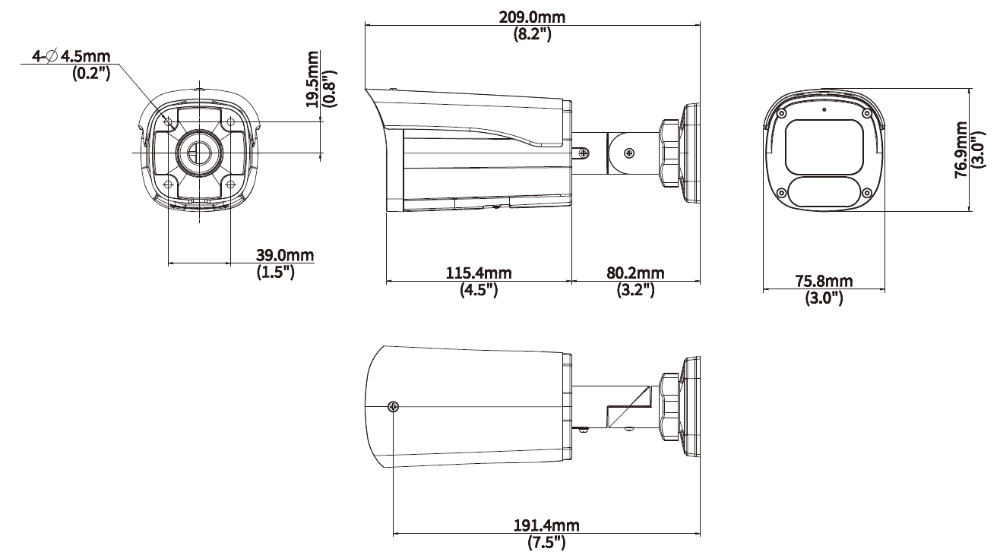 209.0mm
(8.2")
4-Ø 4.5mm
(0.2")
19.5mm
(0.8")
76.9mm
(3.0")
39.0mm
(1.5")
115.4mm
(4.5")
80.2mm
(3.2")
75.8mm
(3.0")
191.4mm
(7.5")